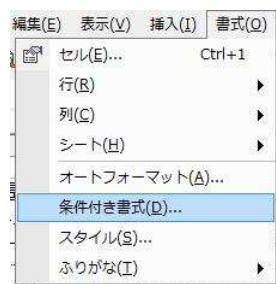 編集(E) 表示(V) 挿入(I) 書式(O)
セル(E)... Ctrl+1
行(R)
列(C)
シート(H)
オートフォーマット(A)...
条件付き書式(D)...
スタイル(S)...
ふりがな(T)